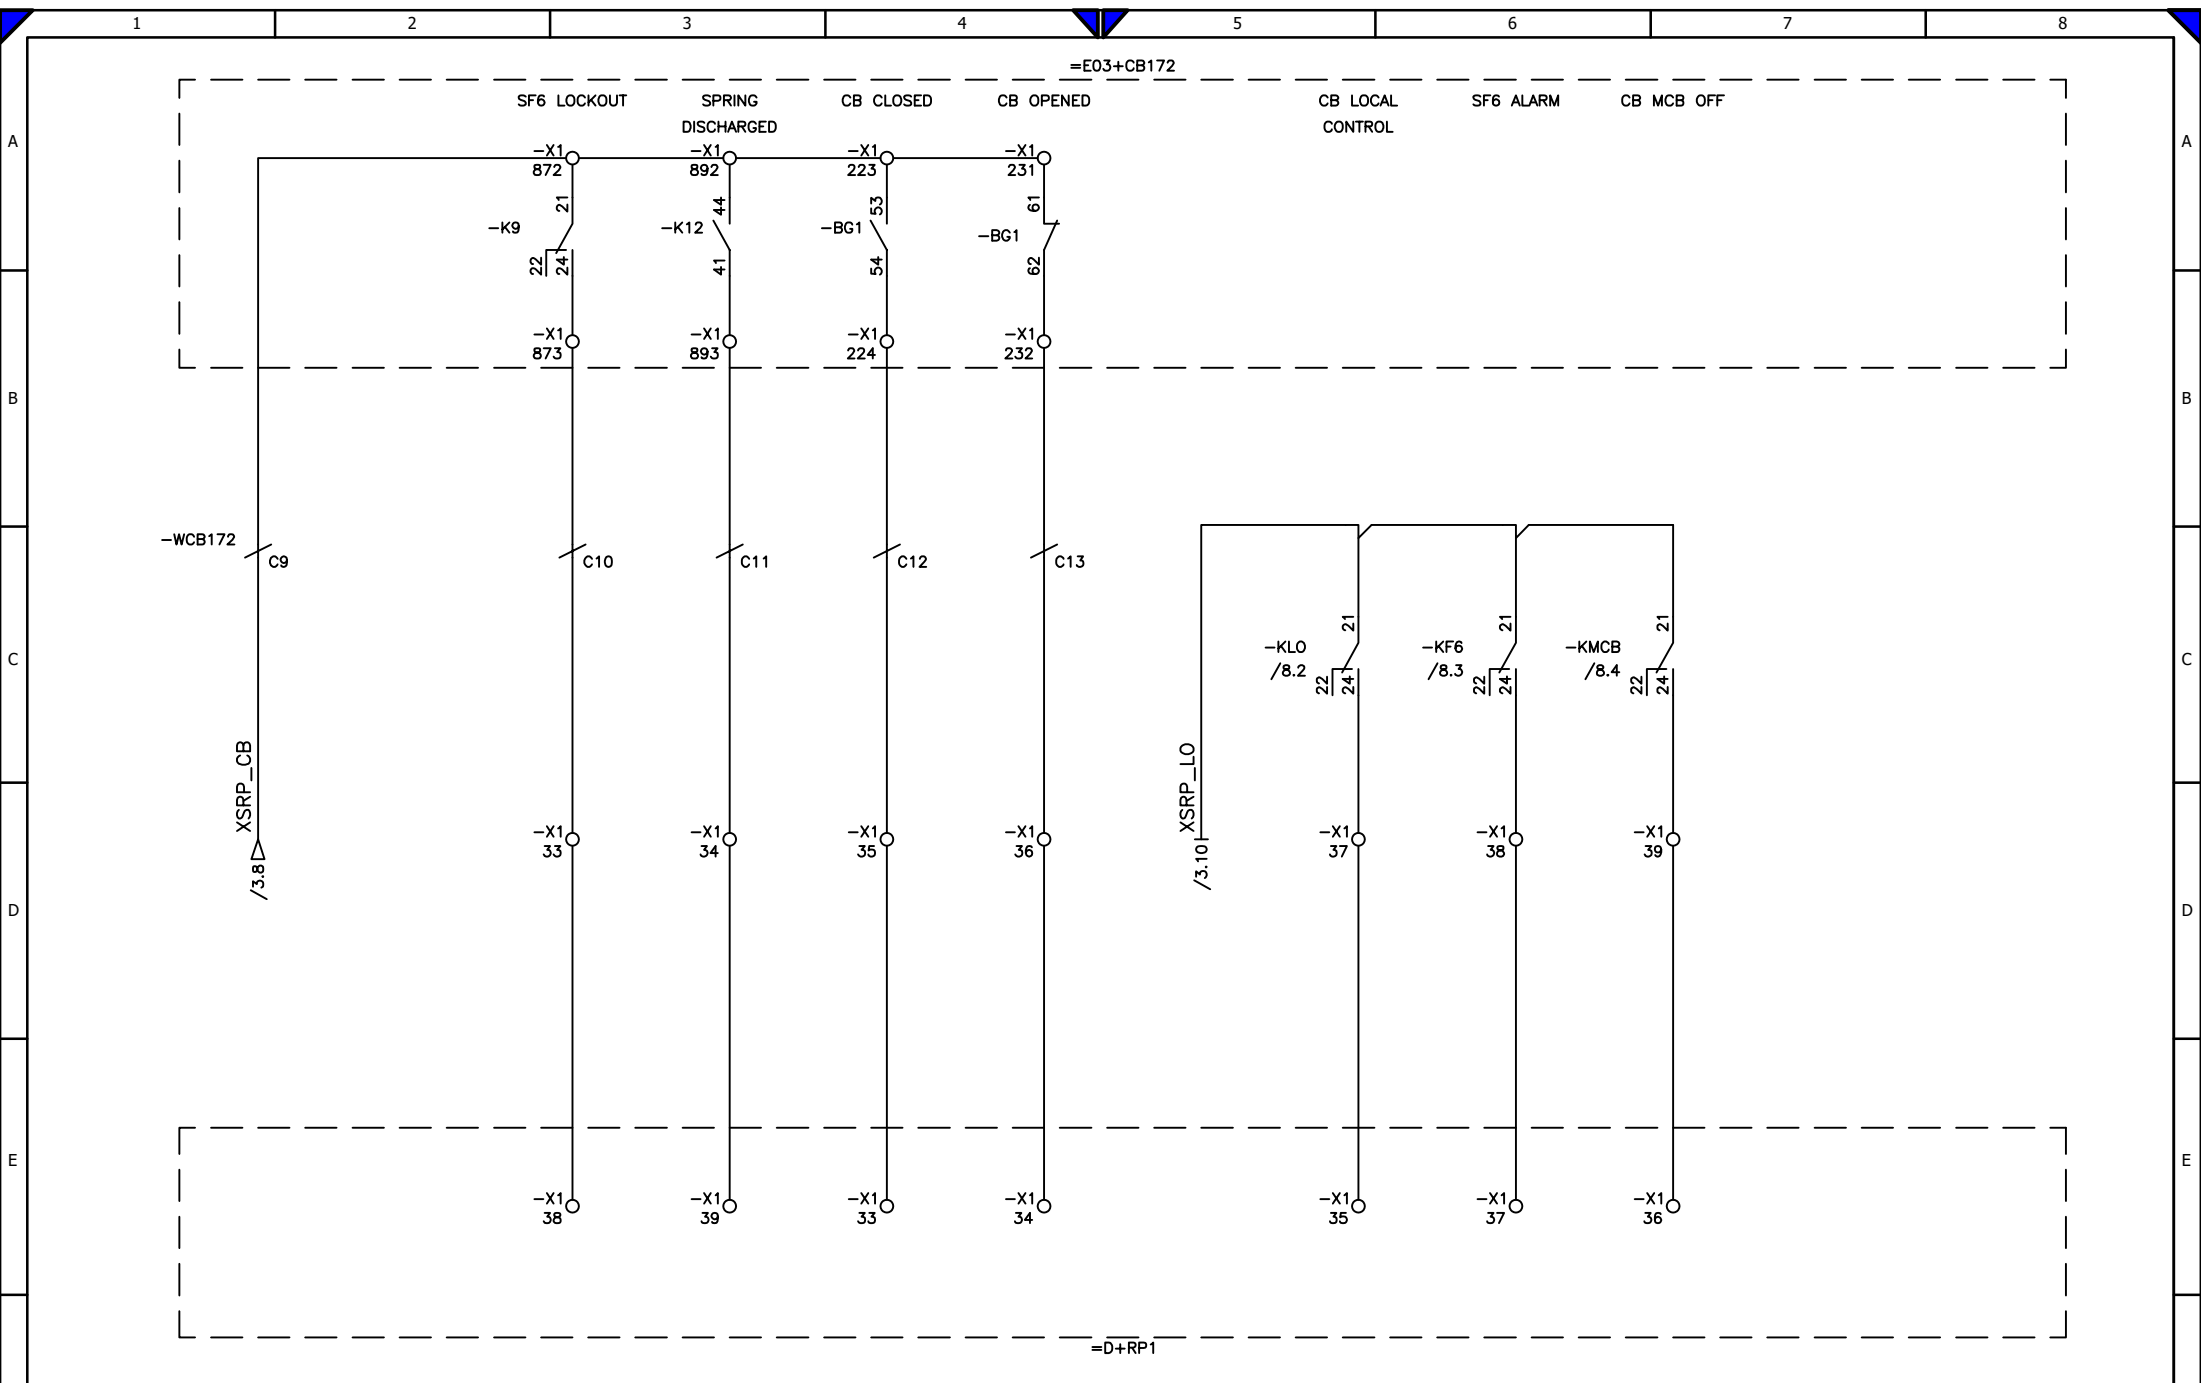 1 2 3 4 5 6 7 8
=E03+CB172
SF6 LOCKOUT SPRING CB CLOSED CB OPENED CB LOCAL SF6 ALARM CB MCB OFF
DISCHARGED CONTROL
A A
-X1 -X1 -X1 -X1
872 892 223 231
21 44 53 61
-K9 -K12 -BG1 -BG1
22 24 41 54 62
-X1 -X1 -X1 -X1
873 893 224 232
B B
-WCB172
C9 C10 C11 C12 C13
21 21 21
-KLO -KF6 -KMCB
C C
/8.2 /8.3 /8.4
22 24 22 24 22 24
XSRP_CB XSRP_LO
-X1 -X1 -X1 -X1 -X1 -X1 -X1
33 34 35 36 37 38 39
/3.8 /3.10
D D
E E
-X1 -X1 -X1 -X1 -X1 -X1 -X1
38 39 33 34 35 37 36
=D+RP1